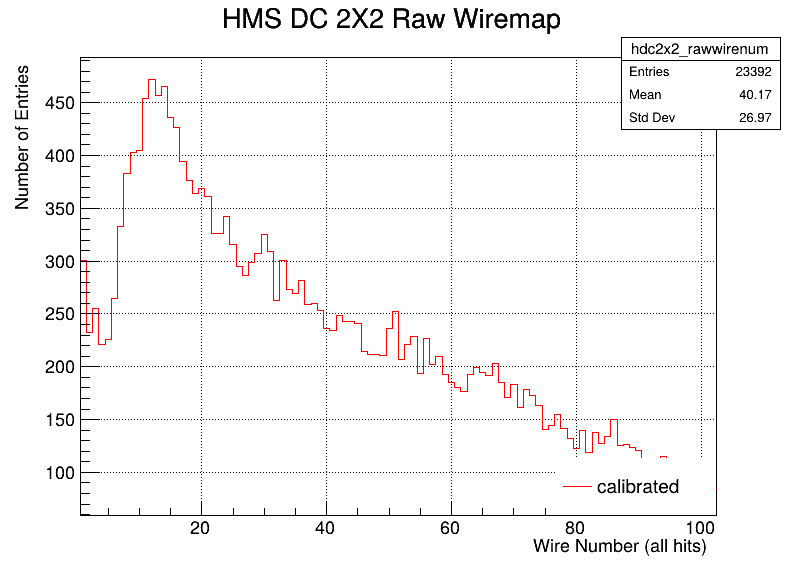 HMS DC 2X2 Raw Wiremap
hdc2x2_rawwirenum
Entries 23392
Mean 40.17
Std Dev 26.97
Number of Entries
450
400
350
300
250
200
150
100
calibrated
20 40 60 80 100
Wire Number (all hits)